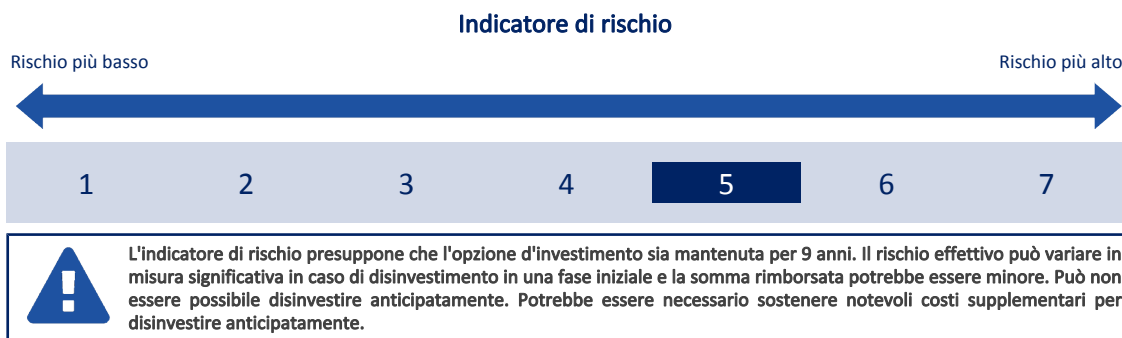 Indicatore di rischio
Rischio più basso
Rischio più alto
1 2 3 4 5 6 7
L'indicatore di rischio presuppone che l'opzione d'investimento sia mantenuta per 9 anni. Il rischio effettivo può variare in
misura significativa in caso di disinvestimento in una fase iniziale e la somma rimborsata potrebbe essere minore. Può non
essere possibile disinvestire anticipatamente. Potrebbe essere necessario sostenere notevoli costi supplementari per
disinvestire anticipatamente.